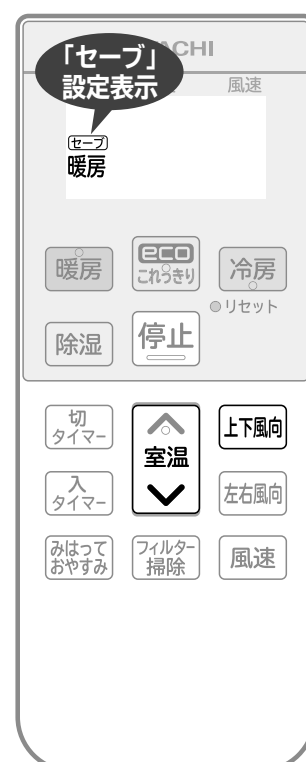 「セーブ」
設定表示
ACHI
風速
セーブ
暖房
暖房
eco
これっきり
冷房
リセット
除湿
停止
切
タイマー
室温
上下風向
入
タイマー
左右風向
みはって
おやすみ
フィルター
掃除
風速